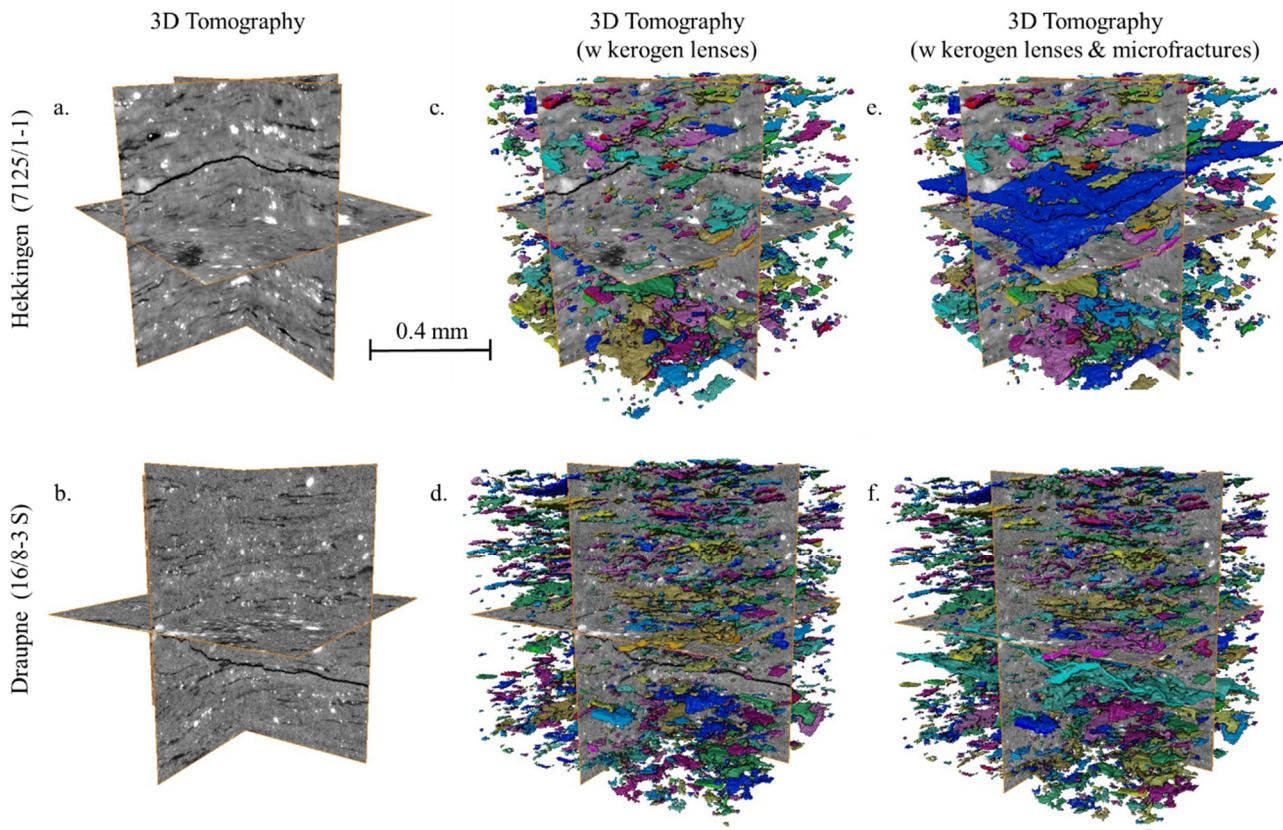 3D Tomography
3D Tomography
(w kerogen lenses)
3D Tomography
(w kerogen lenses & microfractures)
Hekkingen (7125/1-1)
a.
c.
e.
0.4 mm
Draupne (16/8-3 S)
b.
d.
f.